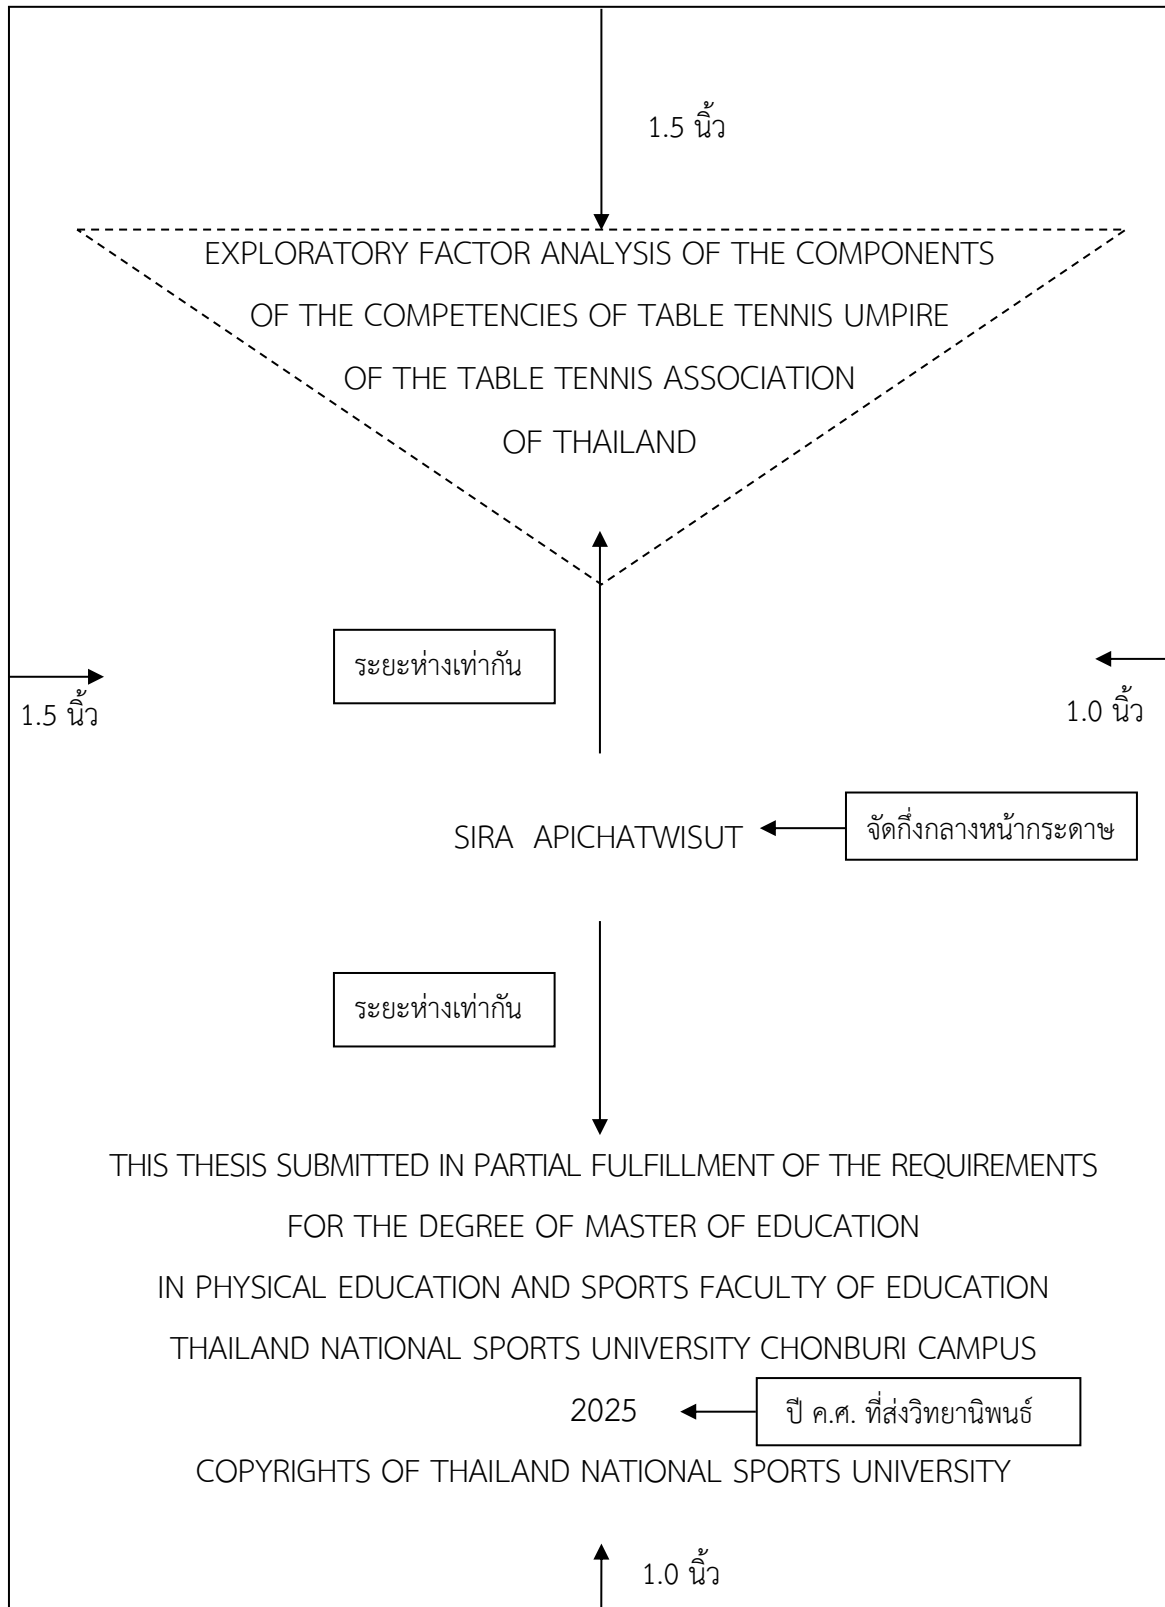 1.5 นิ้ว
EXPLORATORY FACTOR ANALYSIS OF THE COMPONENTS
OF THE COMPETENCIES OF TABLE TENNIS UMPIRE
OF THE TABLE TENNIS ASSOCIATION
OF THAILAND
ระยะห่างเท่ากัน
1.5 นิ้ว
1.0 นิ้ว
SIRA  APICHATWISUT
จัดกึ่งกลางหน้ากระดาษ
ระยะห่างเท่ากัน
THIS THESIS SUBMITTED IN PARTIAL FULFILLMENT OF THE REQUIREMENTS
FOR THE DEGREE OF MASTER OF EDUCATION
IN PHYSICAL EDUCATION AND SPORTS FACULTY OF EDUCATION
THAILAND NATIONAL SPORTS UNIVERSITY CHONBURI CAMPUS
2025
ปี ค.ศ. ที่ส่งวิทยานิพนธ์
COPYRIGHTS OF THAILAND NATIONAL SPORTS UNIVERSITY
1.0 นิ้ว